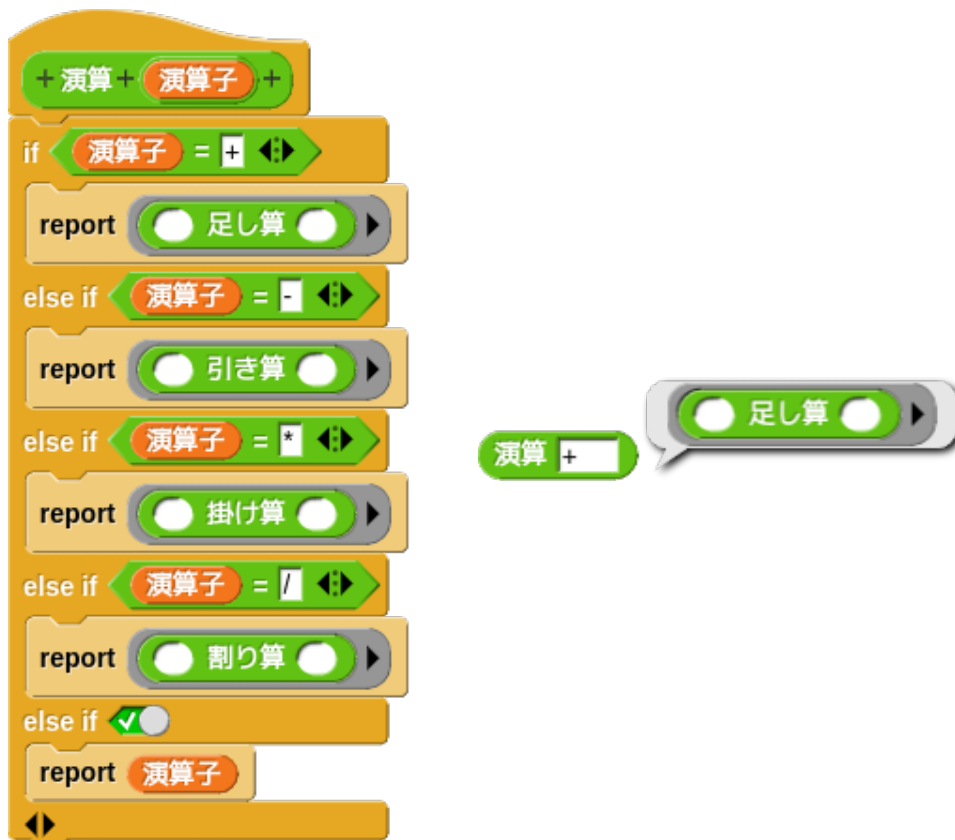 + 演算 + 演算子 +
if 演算子 = +
report 足し算
else if 演算子 = -
report 引き算
else if 演算子 = *
report 掛け算
else if 演算子 = /
report 割り算
else if
report 演算子
演算 +
足し算